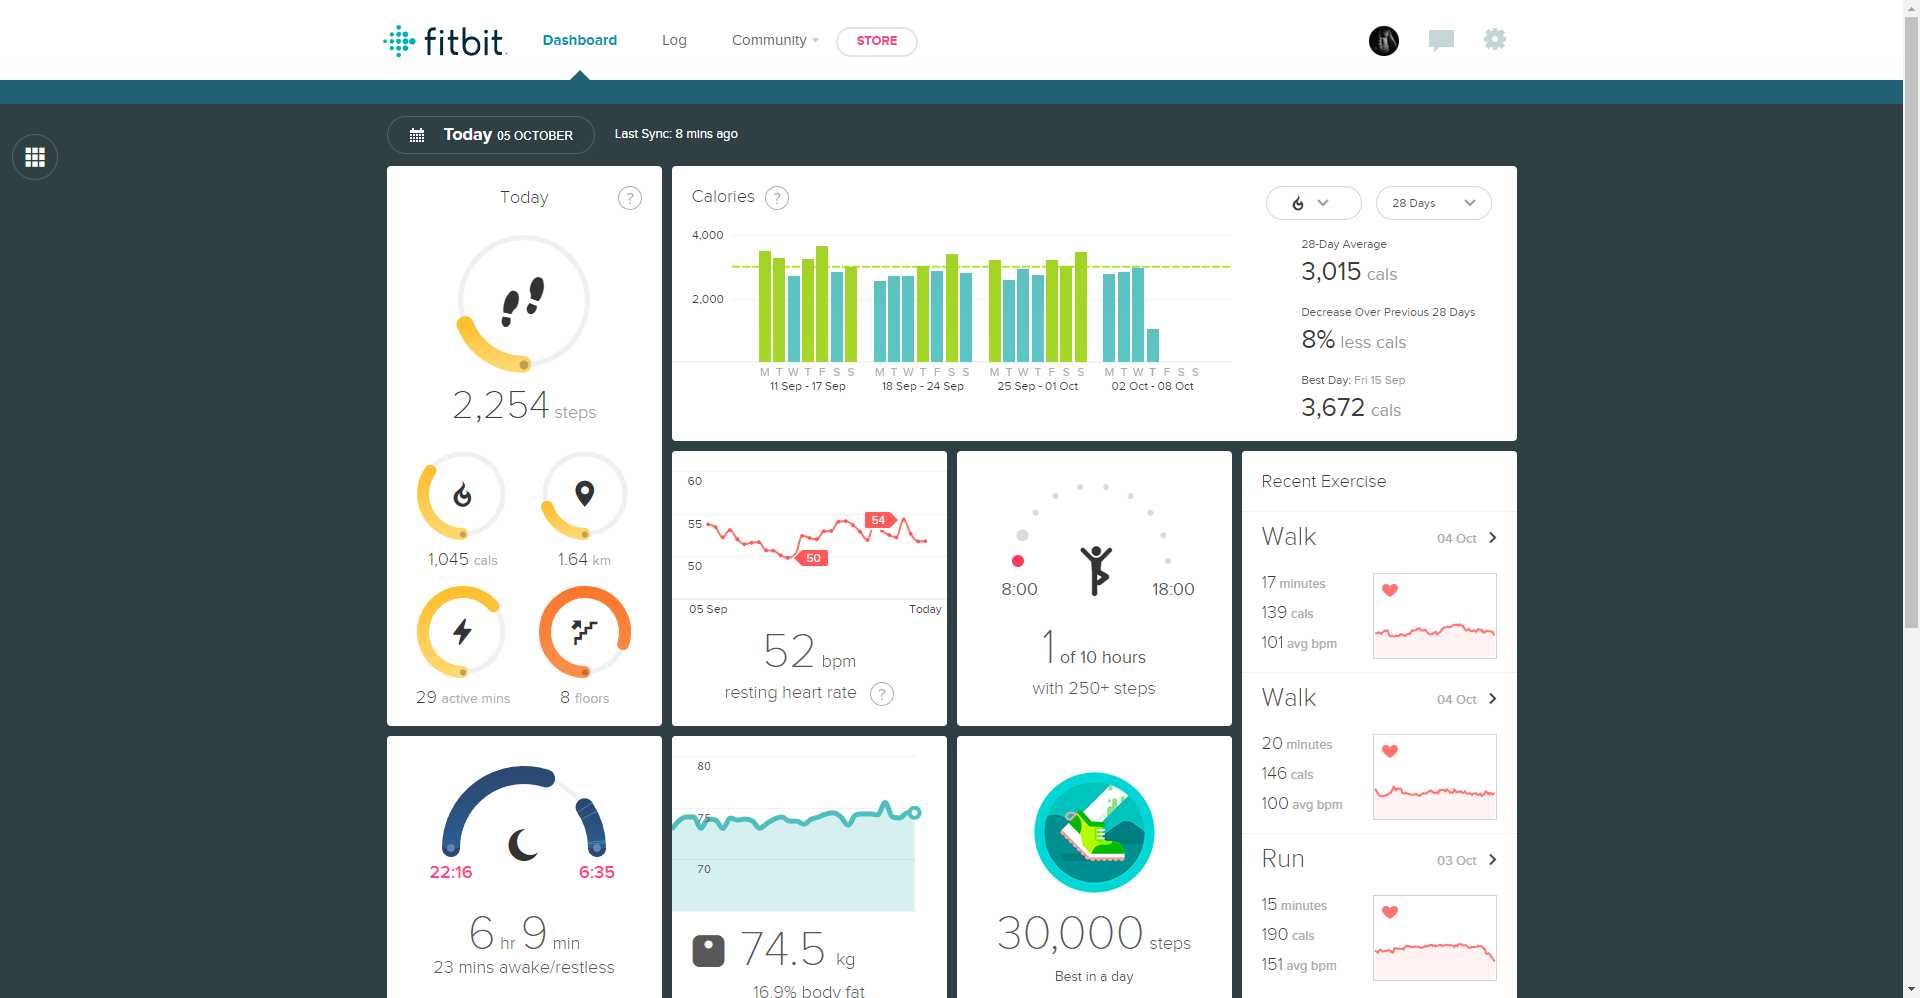 fitbit
Dashboard
Log
Community
STORE
Today 05 OCTOBER
Last Sync: 8 mins ago
Today
?
2,254 steps
1,045 cals
1.64 km
29 active mins
8 floors
Calories
?
28 Days
4,000
2,000
M T W T F S S
M T W T F S S
M T W T F S S
M T W T F S S
11 Sep - 17 Sep
18 Sep - 24 Sep
25 Sep - 01 Oct
02 Oct - 08 Oct
28-Day Average
3,015 cals
Decrease Over Previous 28 Days
8% less cals
Best Day: Fri 15 Sep
3,672 cals
60
55
50
54
50
05 Sep
Today
52 bpm
resting heart rate
?
8:00
18:00
1 of 10 hours
with 250+ steps
Recent Exercise
Walk
04 Oct
17 minutes
139 cals
101 avg bpm
Walk
04 Oct
20 minutes
146 cals
100 avg bpm
Run
03 Oct
15 minutes
190 cals
151 avg bpm
22:16
6:35
6 hr 9 min
23 mins awake/restless
80
75
70
74.5 kg
16.9% body fat
30,000 steps
Best in a day